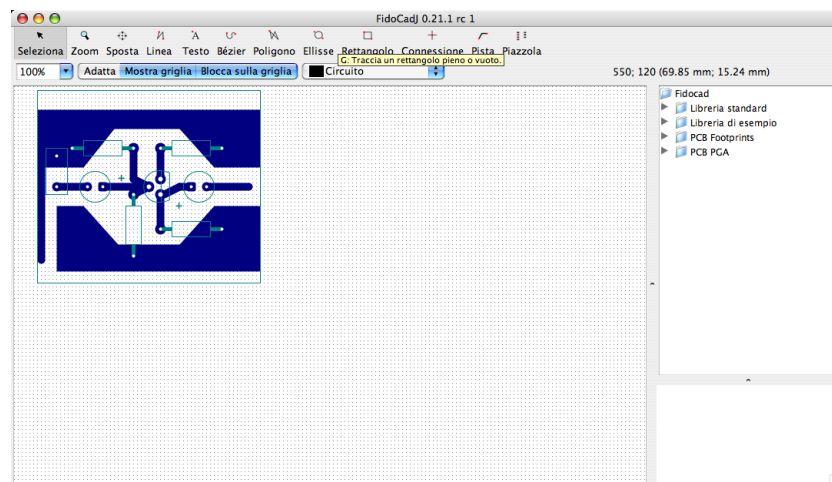 FidoCadJ 0.21.1 rc 1
Seleziona Zoom Sposta Linea Testo Bézier Poligono Ellisse Rettangolo Connessione Pista Piazzola
G: Traccia un rettangolo pieno o vuoto.
100% Adatta Mostra griglia Blocca sulla griglia Circuito 550; 120 (69.85 mm; 15.24 mm)
Fidocad
Libreria standard
Libreria di esempio
PCB Footprints
PCB PGA